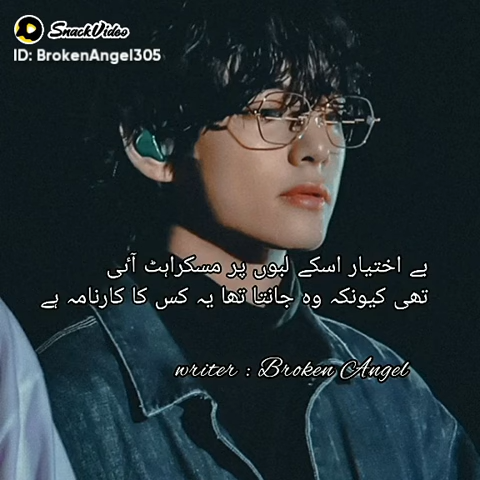 SnackVideo
ID: BrokenAngel305
بے اختیار اسکے لبوں پر مسکراہٹ آئی
تھی کیونکہ وہ جانتا تھا یہ کس کا کارنامہ ہے
writer : Broken Angel